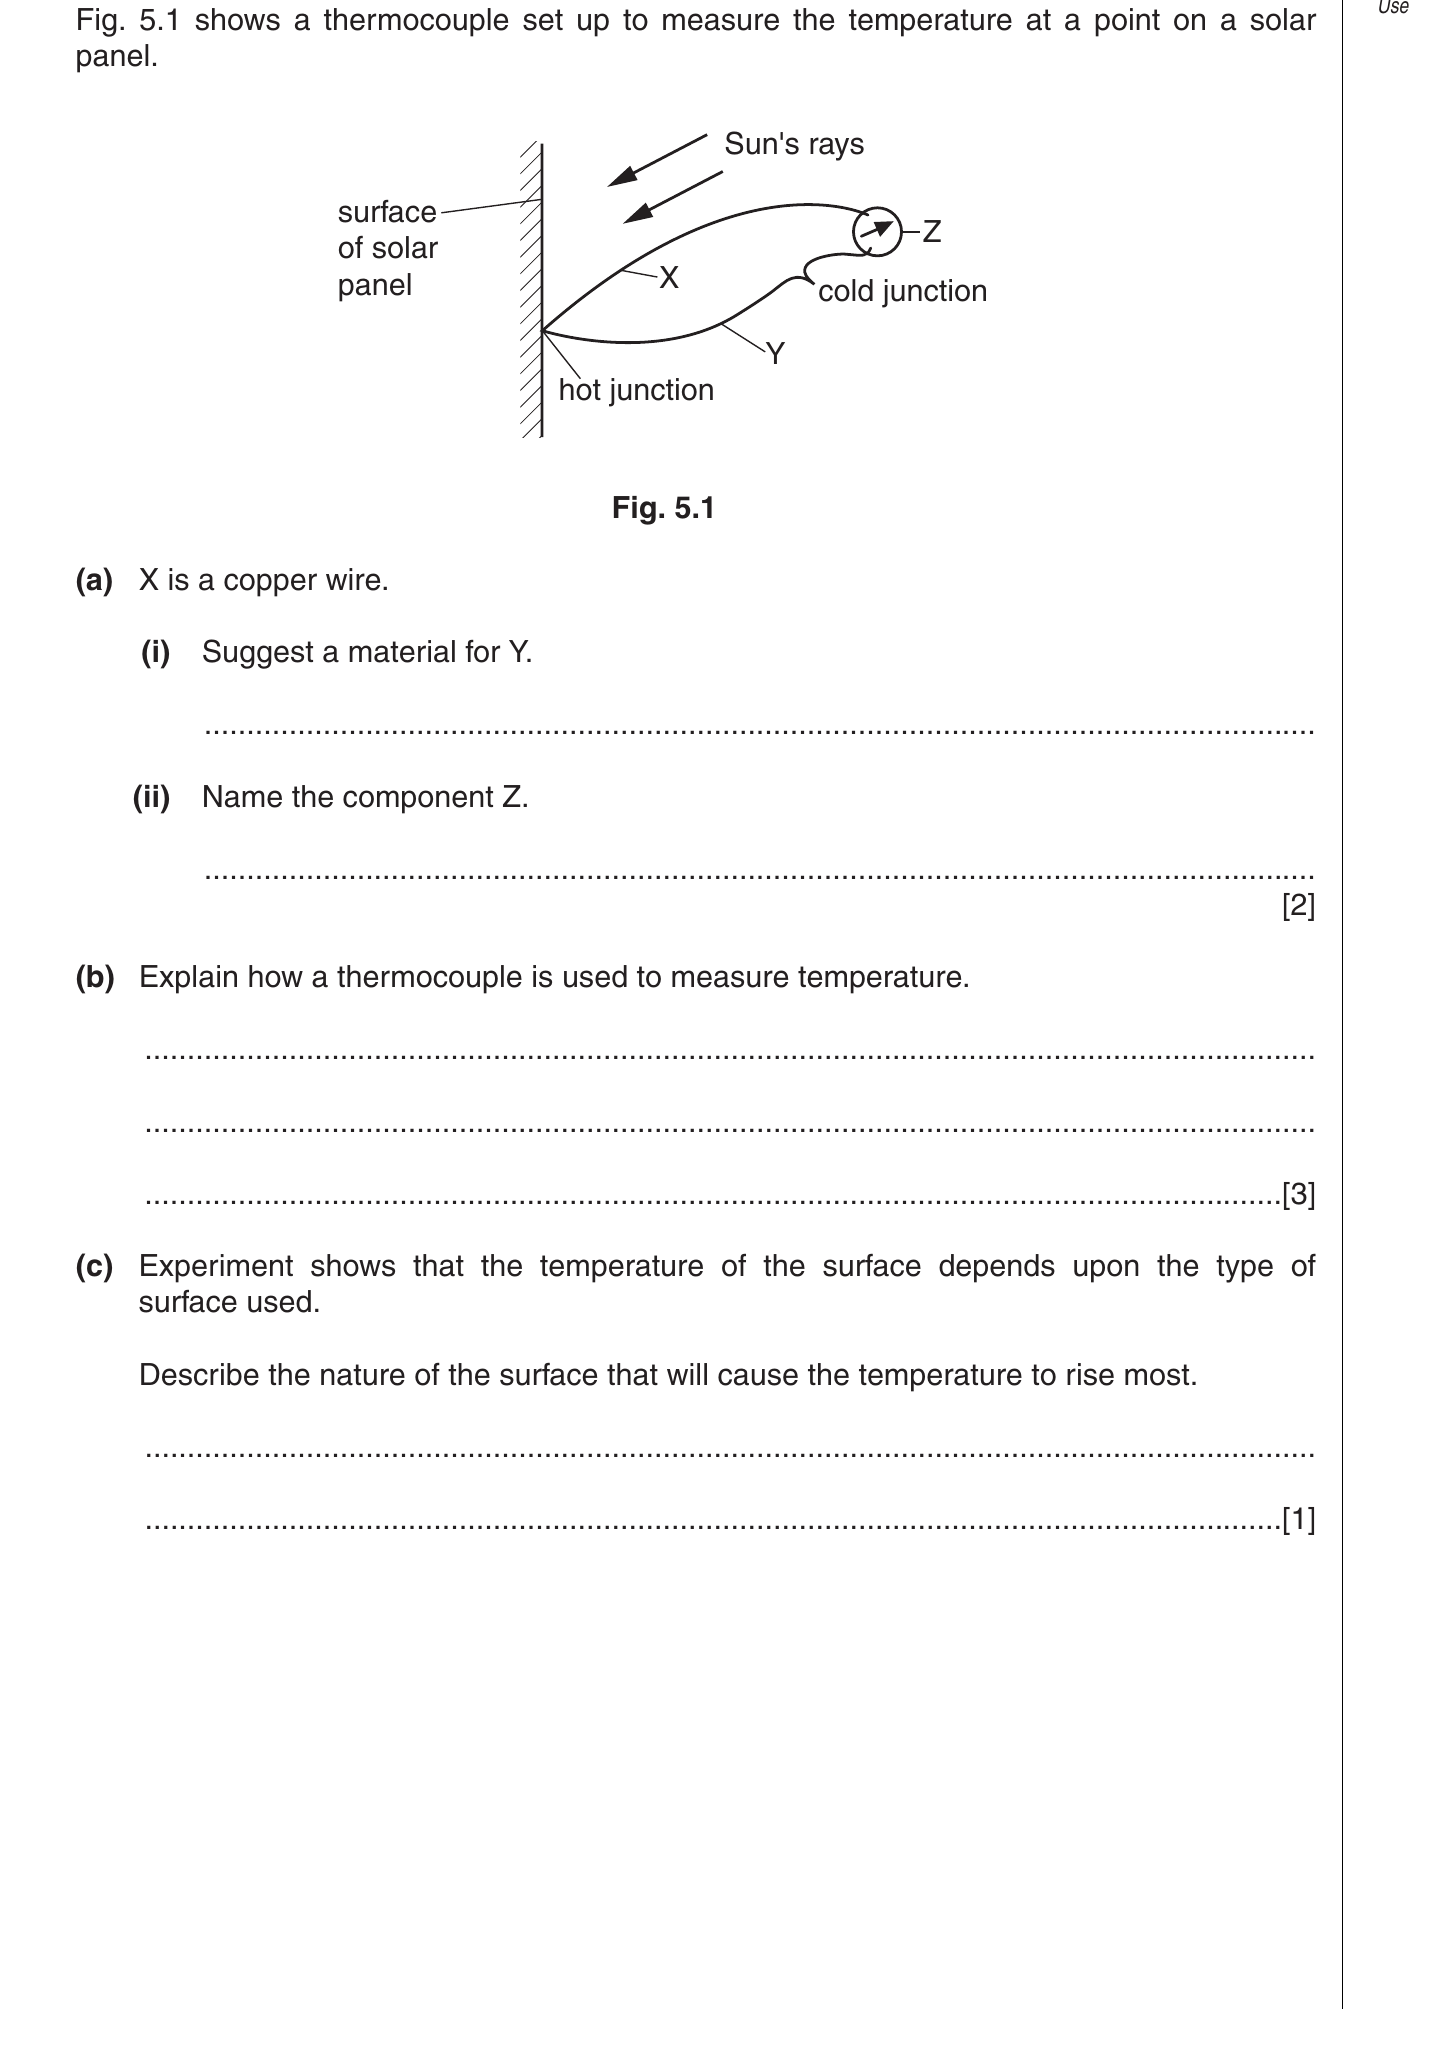 Use
Fig. 5.1 shows a thermocouple set up to measure the temperature at a point on a solar
panel.
Sun's rays
surface
of solar
panel
Z
X
cold junction
Y
hot junction
Fig. 5.1
(a) X is a copper wire.
(i) Suggest a material for Y.
(ii) Name the component Z.
[2]
(b) Explain how a thermocouple is used to measure temperature.
[3]
(c) Experiment shows that the temperature of the surface depends upon the type of
surface used.
Describe the nature of the surface that will cause the temperature to rise most.
[1]